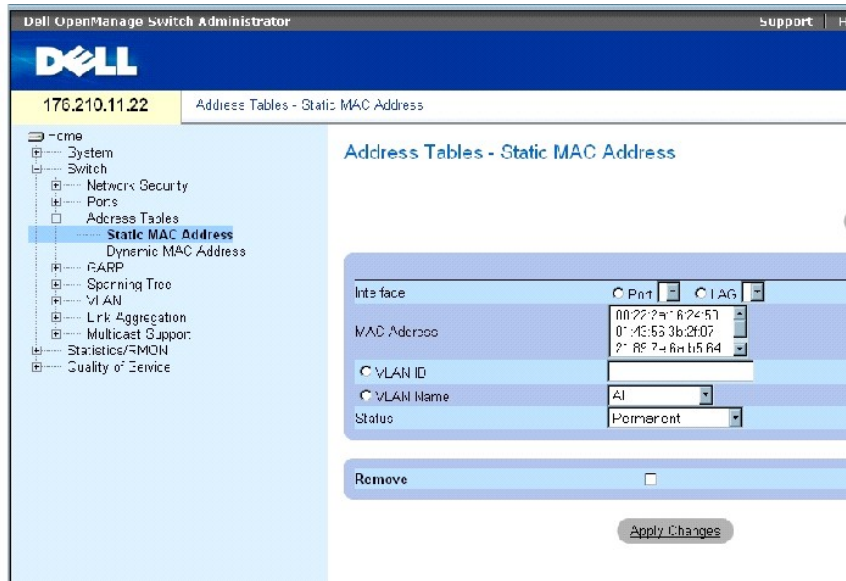 Dell OpenManage Switch Administrator
Support
DELL
176.210.11.22
Address Tables - Static MAC Address
Home
System
Switch
Network Security
Ports
Address Tables
Static MAC Address
Dynamic MAC Address
GARP
Spanning Tree
VLAN
Link Aggregation
Multicast Support
Statistics/RMON
Quality of Service
Address Tables - Static MAC Address
Interface
Port
LAG
MAC Address
VLAN ID
VLAN Name
All
Status
Permanent
Remove
Apply Changes